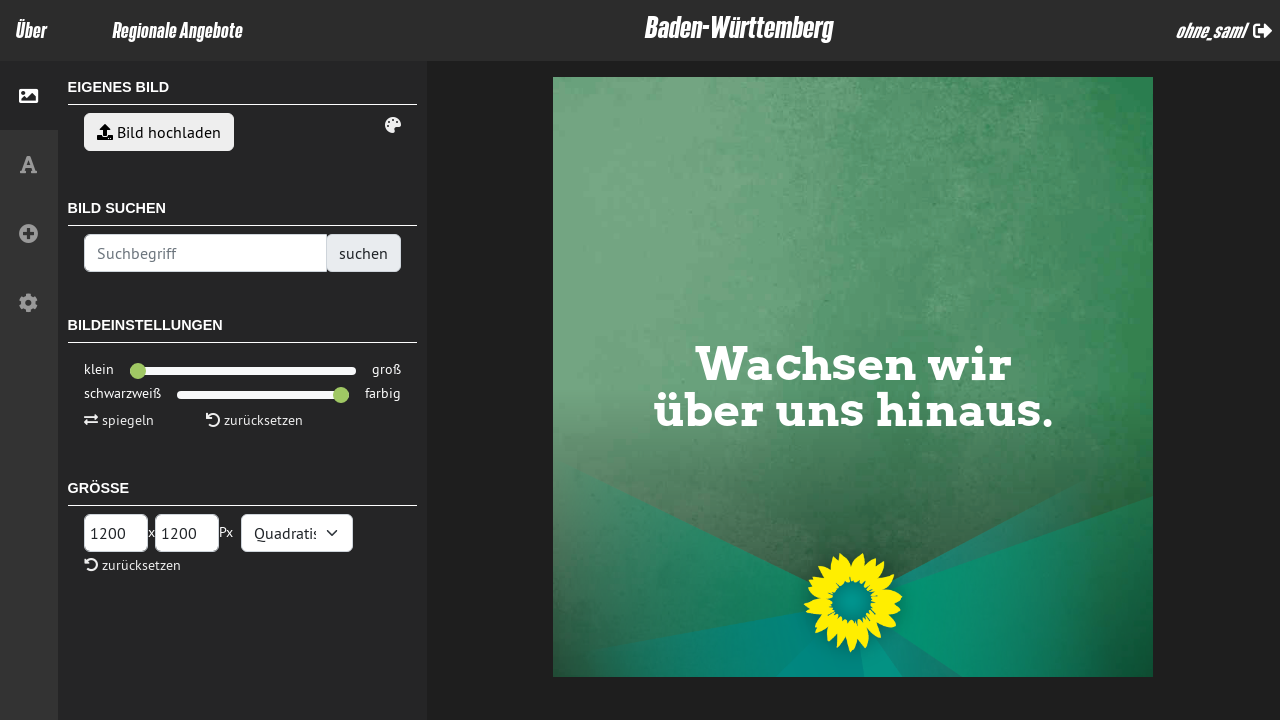 Über
Regionale Angebote
Baden-Württemberg
ohne_saml
EIGENES BILD
Bild hochladen
BILD SUCHEN
Suchbegriff
suchen
BILDEINSTELLUNGEN
klein
groß
schwarzweiß
farbig
spiegeln
zurücksetzen
GRÖSSE
1200
x
1200
Px
Quadratis
zurücksetzen
Wachsen wir
über uns hinaus.